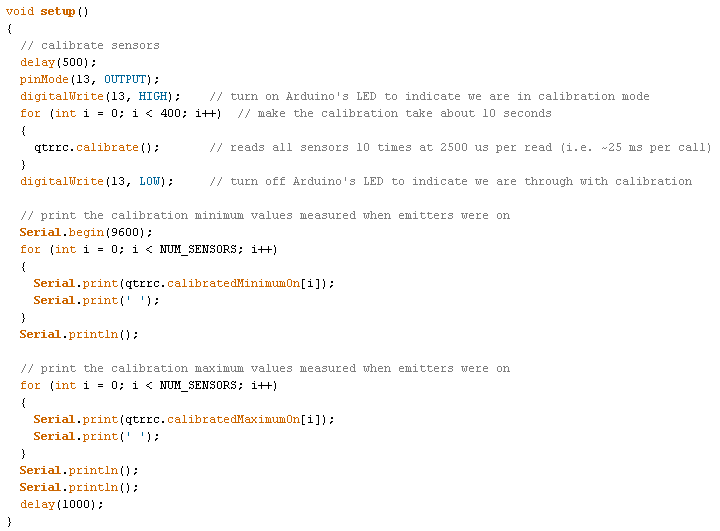 void setup()
{
  // calibrate sensors
  delay(500);
  pinMode(13, OUTPUT);
  digitalWrite(13, HIGH);    // turn on Arduino's LED to indicate we are in calibration mode
  for (int i = 0; i < 400; i++)  // make the calibration take about 10 seconds
  {
    qtrrc.calibrate();       // reads all sensors 10 times at 2500 us per read (i.e. ~25 ms per call)
  }
  digitalWrite(13, LOW);     // turn off Arduino's LED to indicate we are through with calibration

  // print the calibration minimum values measured when emitters were on
  Serial.begin(9600);
  for (int i = 0; i < NUM_SENSORS; i++)
  {
    Serial.print(qtrrc.calibratedMinimumOn[i]);
    Serial.print(' ');
  }
  Serial.println();

  // print the calibration maximum values measured when emitters were on
  for (int i = 0; i < NUM_SENSORS; i++)
  {
    Serial.print(qtrrc.calibratedMaximumOn[i]);
    Serial.print(' ');
  }
  Serial.println();
  Serial.println();
  delay(1000);
}